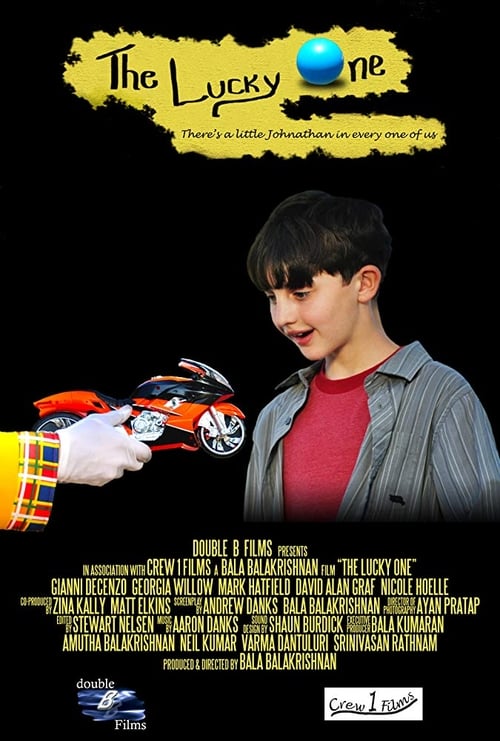 The Lucky One
There's a little Johnathan in every one of us
DOUBLE B FILMS PRESENTS
IN ASSOCIATION WITH CREW 1 FILMS A BALA BALAKRISHNAN FILM "THE LUCKY ONE"
GIANNI DECENZO GEORGIA WILLOW MARK HATFIELD DAVID ALAN GRAF NICOLE HOELLE
CO-PRODUCED BY ZINA KALLY MATT ELKINS SCREENPLAY BY ANDREW DANKS BALA BALAKRISHNAN DIRECTOR OF PHOTOGRAPHY AYAN PRATAP
EDITED BY STEWART NELSEN MUSIC BY AARON DANKS SOUND DESIGN BY SHAUN BURDICK EXECUTIVE PRODUCER BALA KUMARAN
AMUTHA BALAKRISHNAN NEIL KUMAR VARMA DANTULURI SRINIVASAN RATHNAM
PRODUCED & DIRECTED BY BALA BALAKRISHNAN
double
B
Films
Crew 1 Films